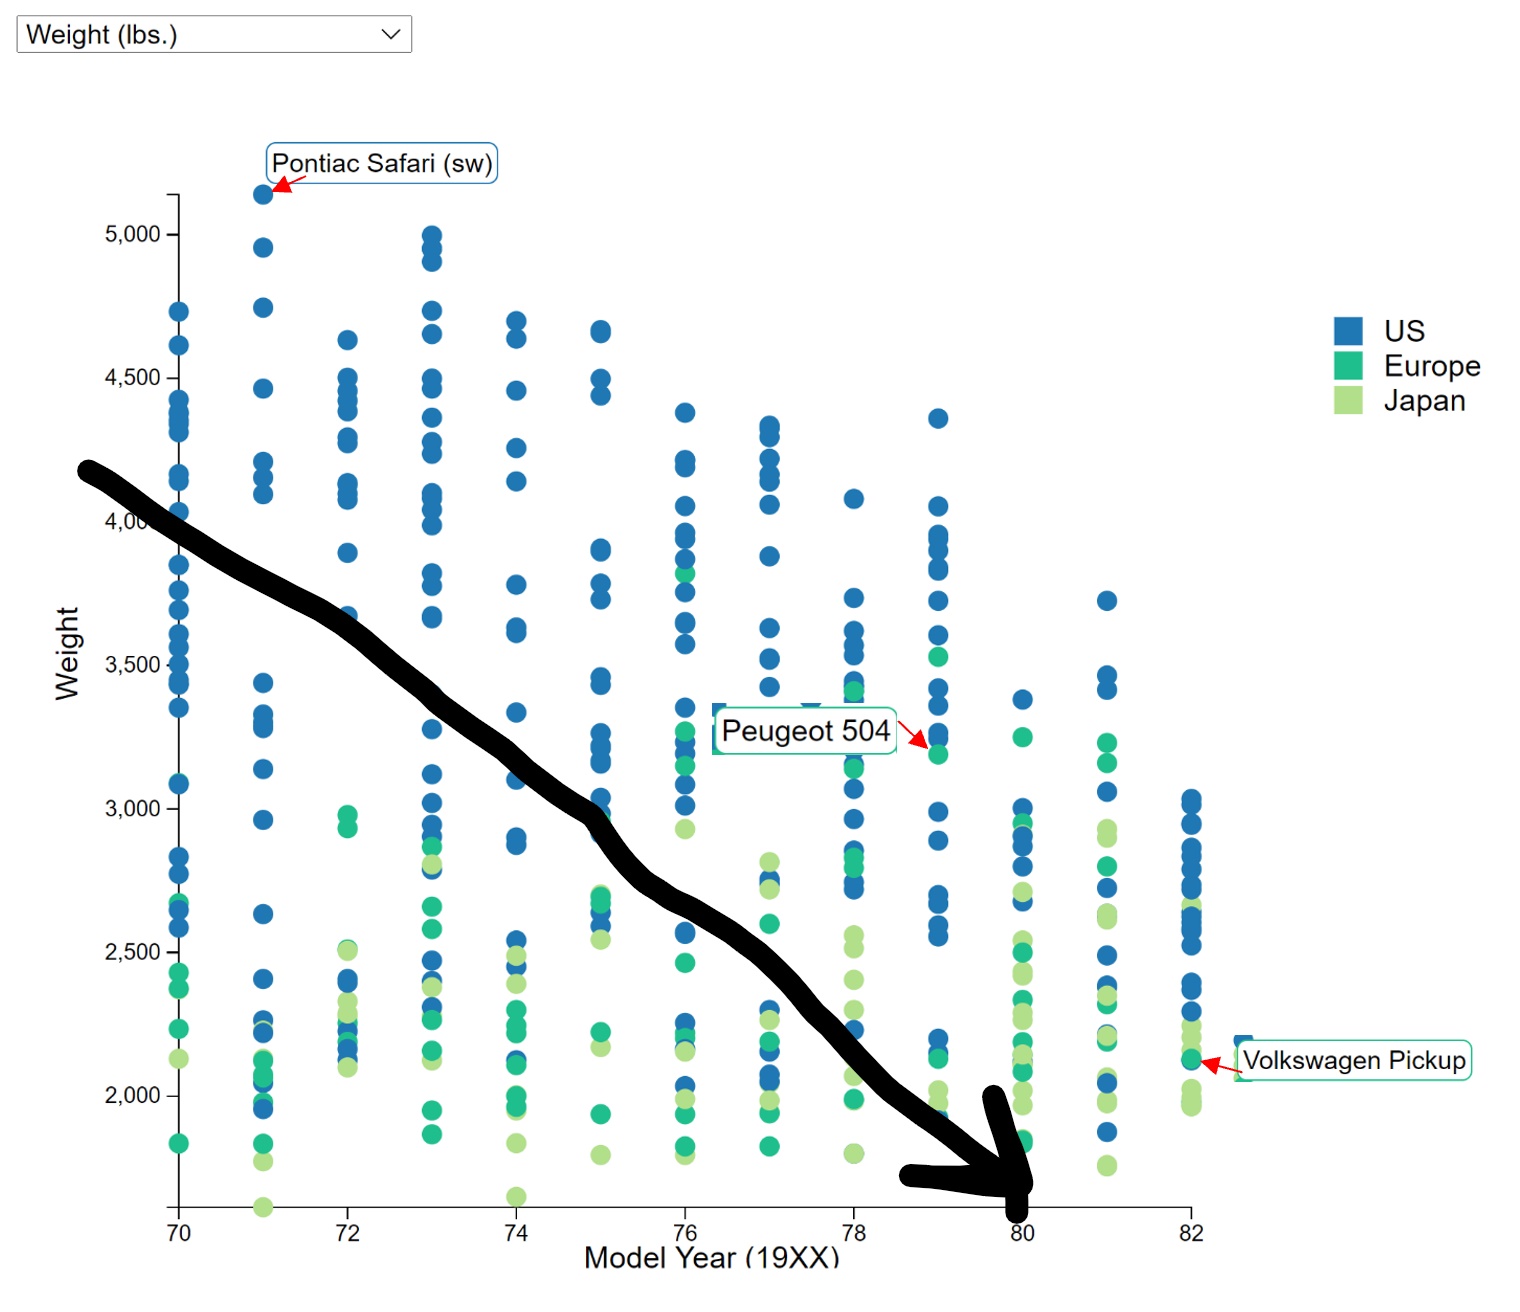 Weight (lbs.)
Pontiac Safari (sw)
5,000
4,500
4,00
3,500
3,000
2,500
2,000
Weight
US
Europe
Japan
Peugeot 504
Volkswagen Pickup
70
72
74
76
78
80
82
Model Year (19XX)